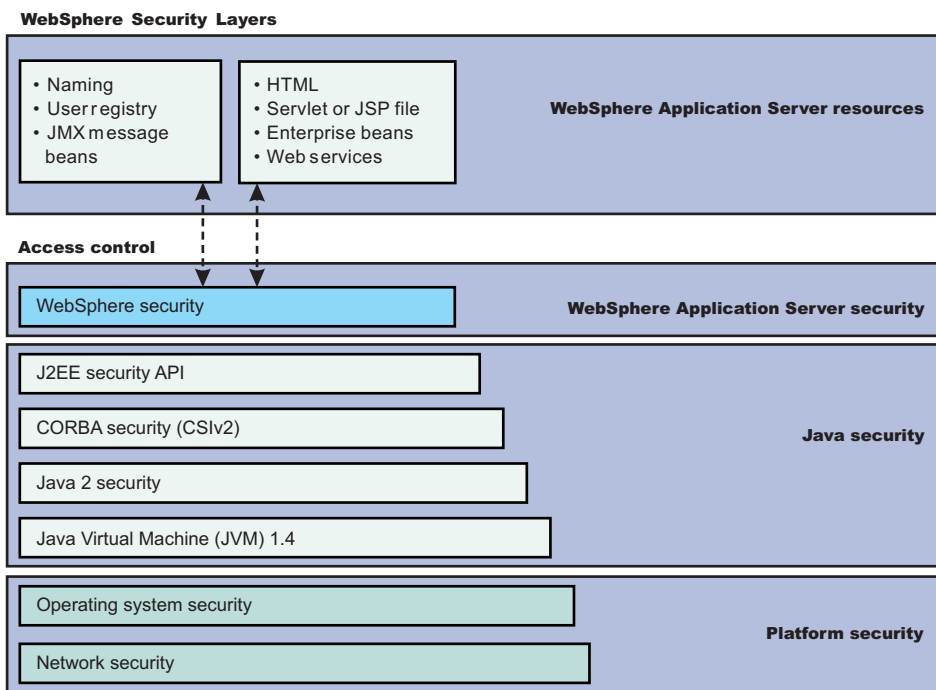 WebSphere Security Layers
• Naming
• User registry
• JMX message
beans
• HTML
• Servlet or JSP file
• Enterprise beans
• Web services
WebSphere Application Server resources
Access control
WebSphere security
WebSphere Application Server security
J2EE security API
CORBA security (CSIv2)
Java 2 security
Java Virtual Machine (JVM) 1.4
Java security
Operating system security
Network security
Platform security